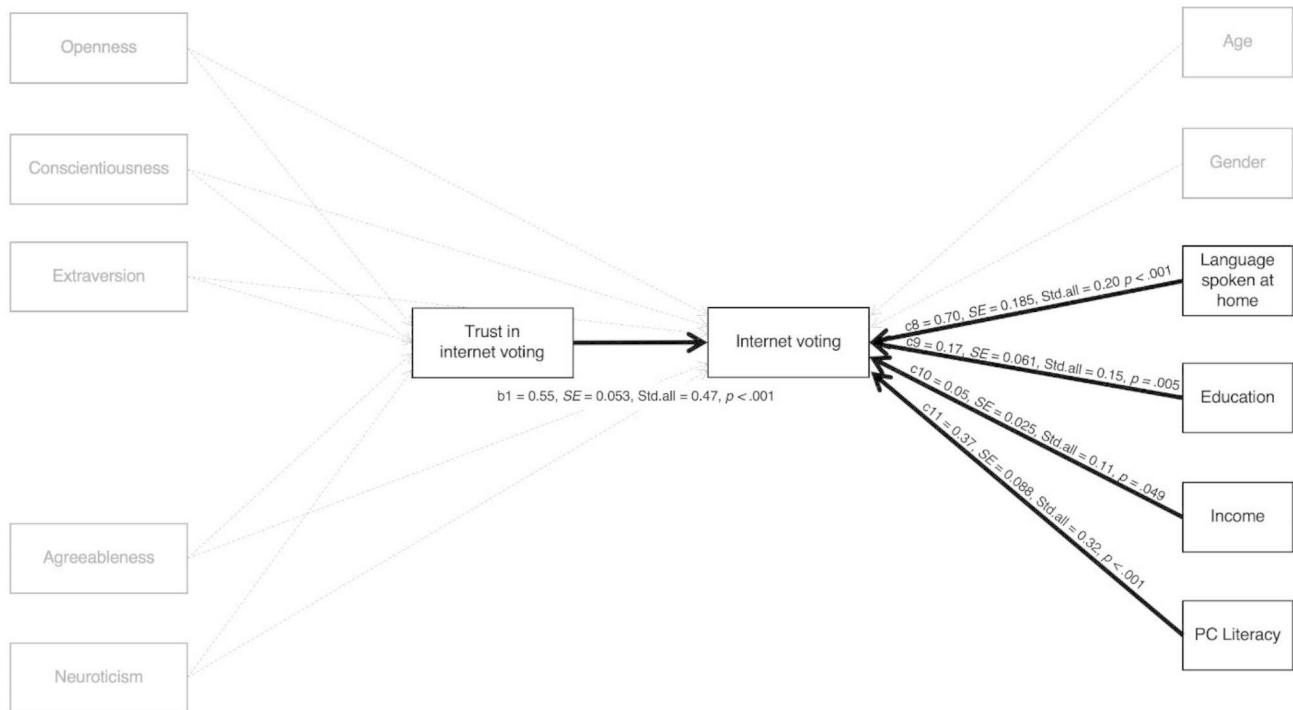 Openness
Conscientiousness
Extraversion
Agreeableness
Neuroticism
Trust in
internet voting
b1 = 0.55, SE = 0.053, Std.all = 0.47, p < .001
Internet voting
c8 = 0.70, SE = 0.185, Std.all = 0.20 p < .001
c9 = 0.17, SE = 0.061, Std.all = 0.15, p = .005
c10 = 0.05, SE = 0.025, Std.all = 0.11, p = .049
c11 = 0.37, SE = 0.088, Std.all = 0.32, p < .001
Age
Gender
Language
spoken at
home
Education
Income
PC Literacy